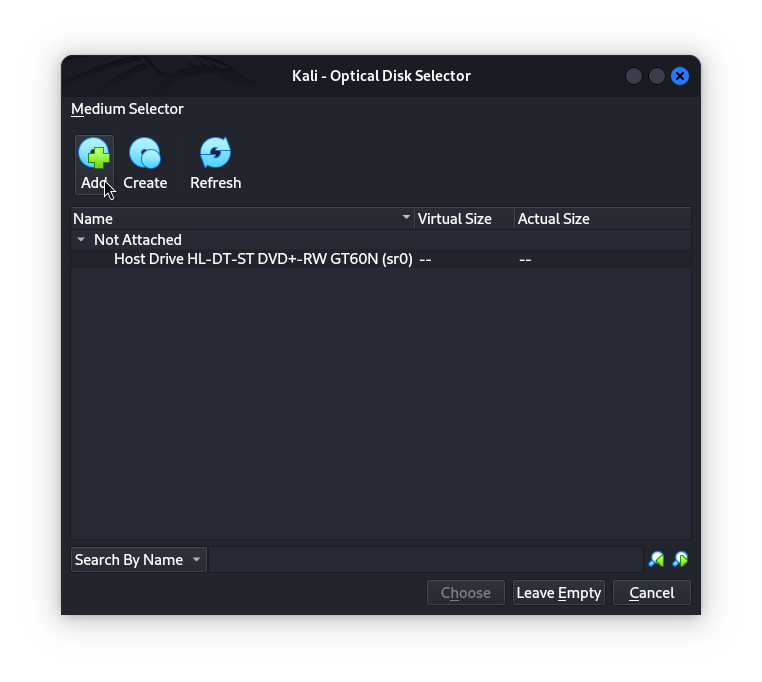 Kali - Optical Disk Selector
Medium Selector
Add Create Refresh
Name Virtual Size Actual Size
Not Attached
Host Drive HL-DT-ST DVD+-RW GT60N (sr0) -- --
Search By Name
Choose Leave Empty Cancel